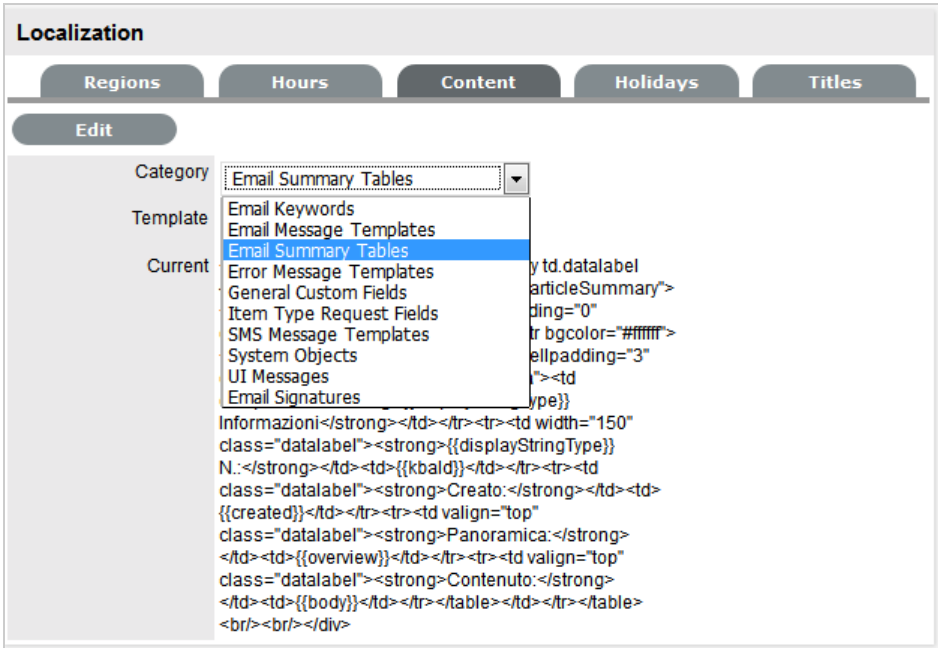 Localization
Regions Hours Content Holidays Titles
Edit
Category Email Summary Tables
Email Keywords
Template
Email Message Templates
Email Summary Tables
Current
y td.datalabel
Error Message Templates
articleSummary">
General Custom Fields
ding="0"
Item Type Request Fields
tr bgcolor="#ffffff">
SMS Message Templates
System Objects
ellpadding="3"
UI Messages
"><td
Email Signatures
ype}}
Informazioni</strong></td></tr><tr><td width="150"
class="datalabel"><strong>{{displayStringType}}
N.:</strong></td><td>{{kbaId}}</td></tr><tr><td
class="datalabel"><strong>Creato:</strong></td><td>
{{created}}</td></tr><tr><td valign="top"
class="datalabel"><strong>Panoramica:</strong>
</td><td>{{overview}}</td></tr><tr><td valign="top"
class="datalabel"><strong>Contenuto:</strong>
</td><td>{{body}}</td></tr></table></td></tr></table>
<br/><br/></div>